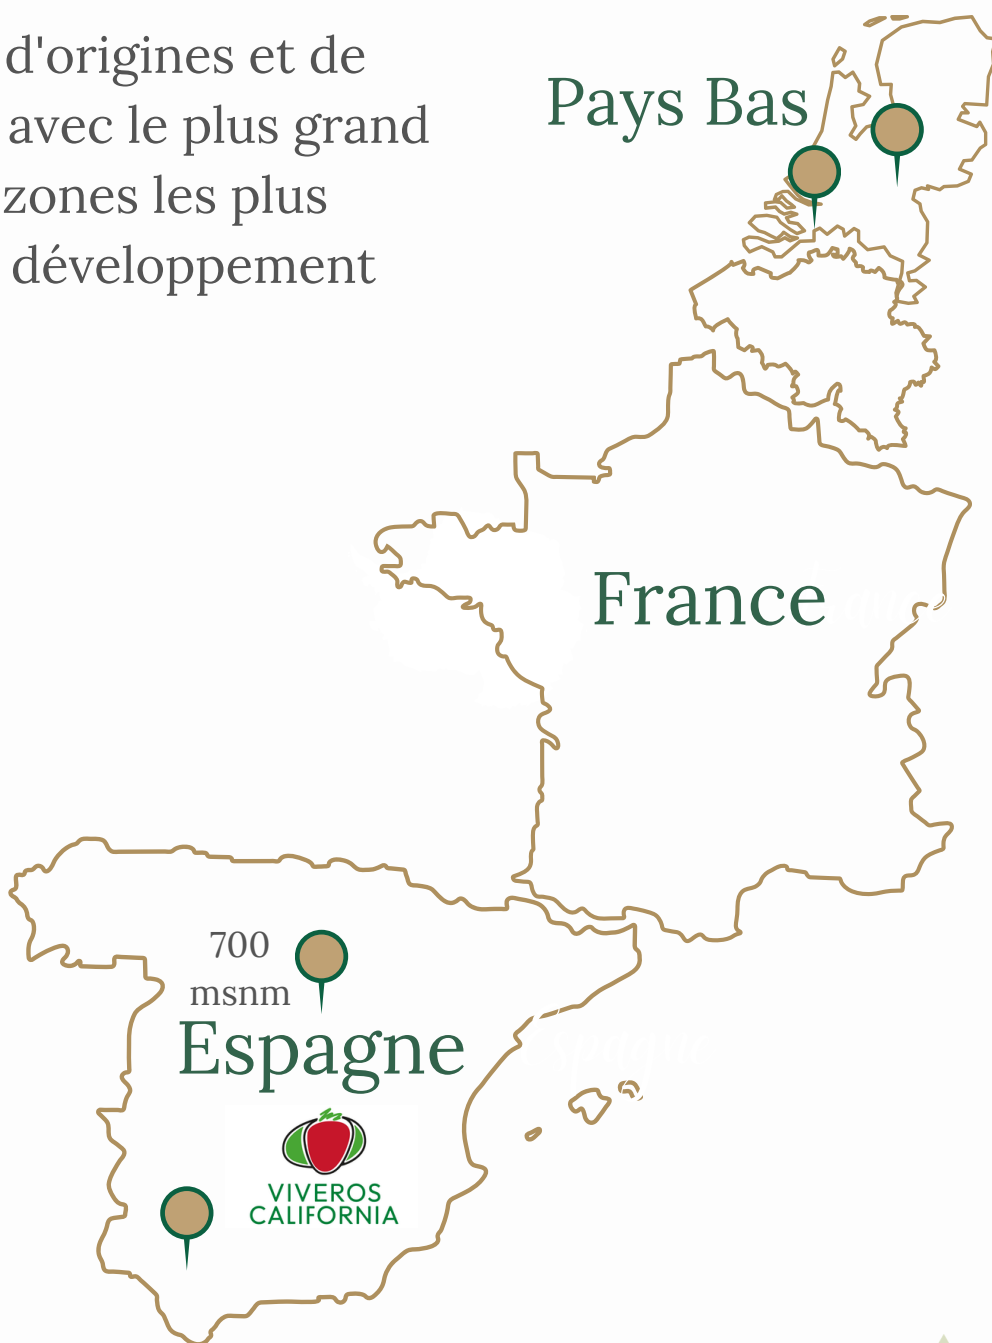 d'origines et de
avec le plus grand
zones les plus
développement
Pays Bas
France
700
msnm
Espagne
Espagne
VIVEROS
CALIFORNIA